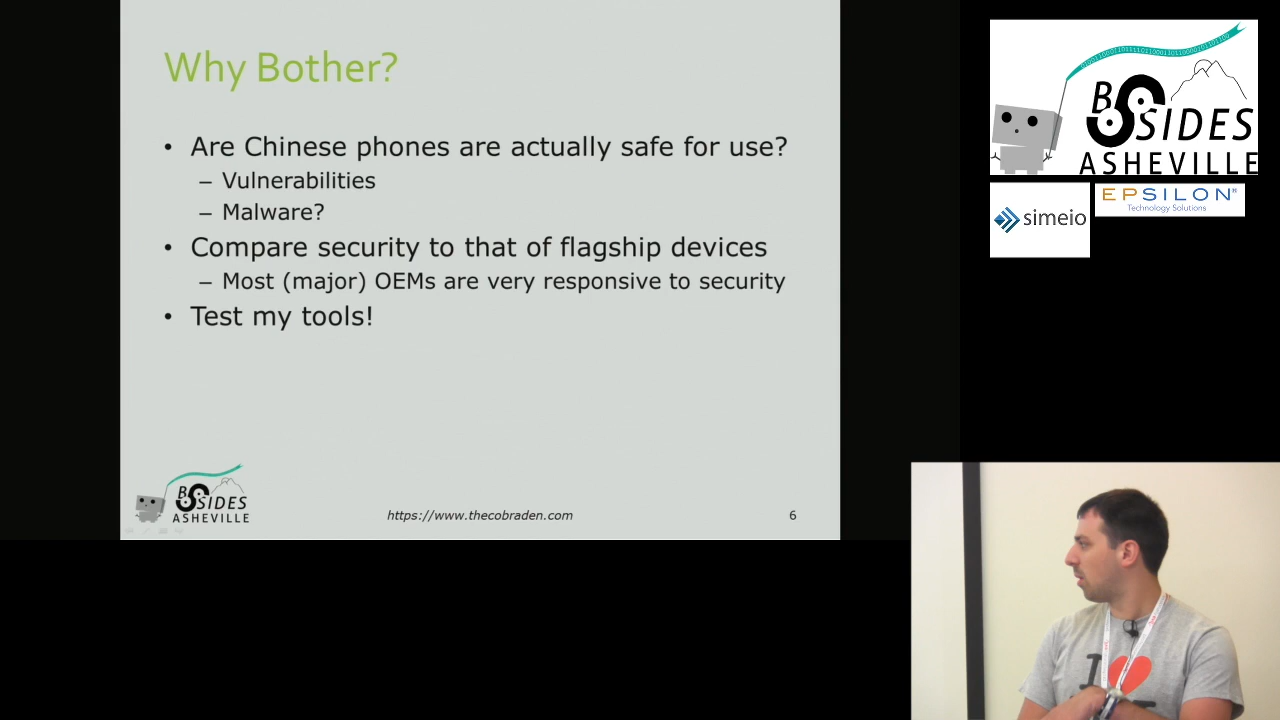 Why Bother?
• Are Chinese phones are actually safe for use?
– Vulnerabilities
– Malware?
• Compare security to that of flagship devices
– Most (major) OEMs are very responsive to security
• Test my tools!
BSIDES
ASHEVILLE
https://www.thecobraden.com
6
BSIDES
ASHEVILLE
simeio
EPSILON®
Technology Solutions
I